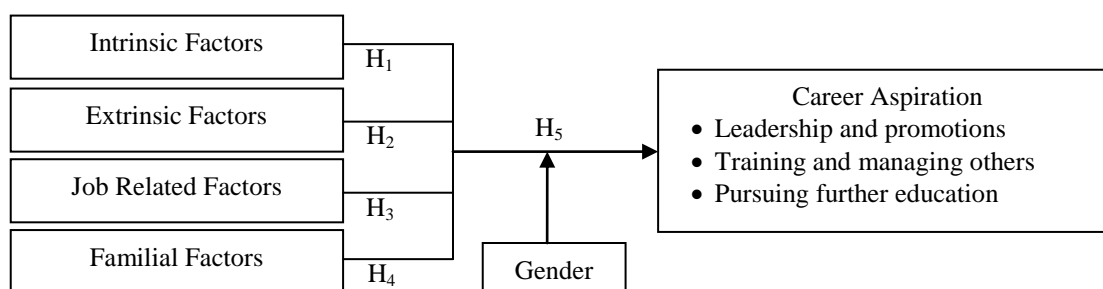 Intrinsic Factors
H₁
Extrinsic Factors
H₂
Job Related Factors
H₃
Familial Factors
H₄
H₅
Gender
Career Aspiration
• Leadership and promotions
• Training and managing others
• Pursuing further education